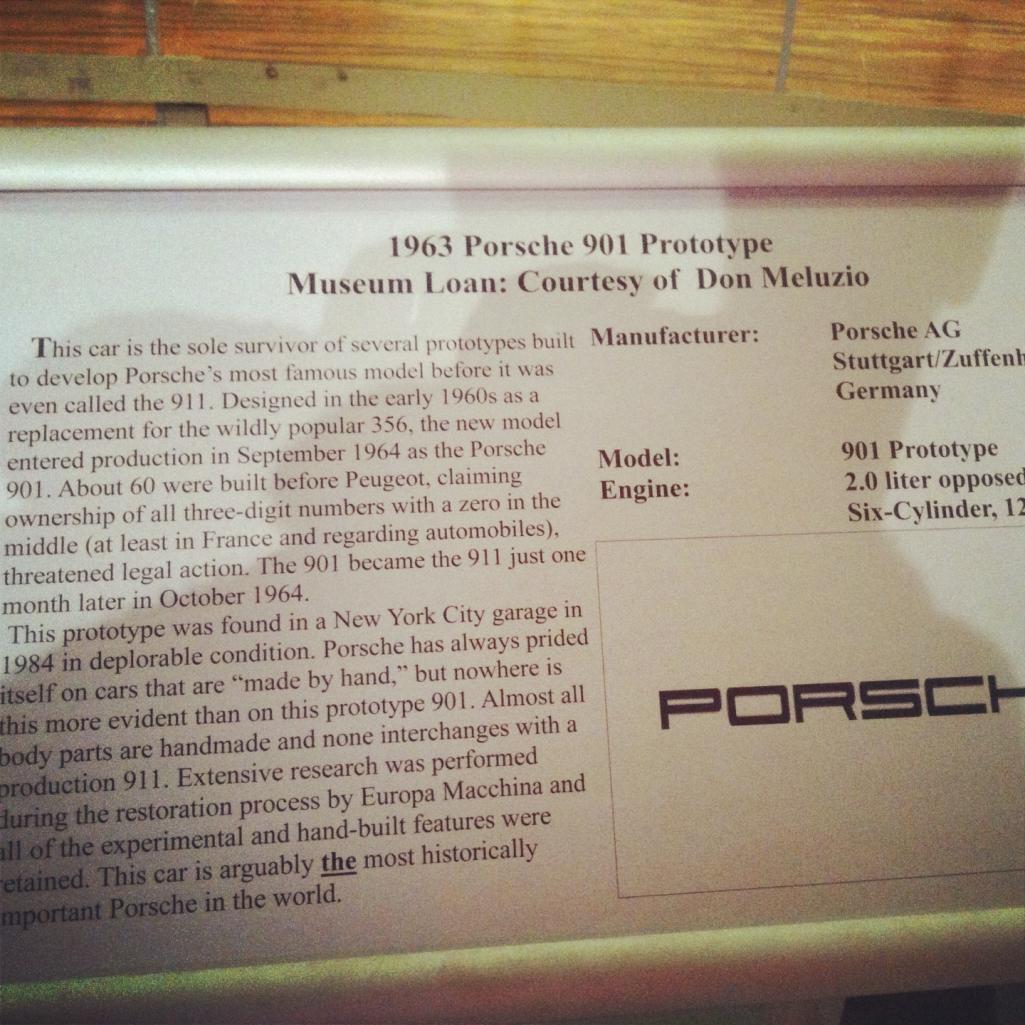 1963 Porsche 901 Prototype
Museum Loan: Courtesy of Don Meluzio
This car is the sole survivor of several prototypes built
to develop Porsche's most famous model before it was
even called the 911. Designed in the early 1960s as a
replacement for the wildly popular 356, the new model
entered production in September 1964 as the Porsche
901. About 60 were built before Peugeot, claiming
ownership of all three-digit numbers with a zero in the
middle (at least in France and regarding automobiles),
threatened legal action. The 901 became the 911 just one
month later in October 1964.
This prototype was found in a New York City garage in
1984 in deplorable condition. Porsche has always prided
itself on cars that are “made by hand,” but nowhere is
this more evident than on this prototype 901. Almost all
body parts are handmade and none interchanges with a
production 911. Extensive research was performed
during the restoration process by Europa Macchina and
all of the experimental and hand-built features were
retained. This car is arguably the most historically
important Porsche in the world.
Manufacturer: Porsche AG
Stuttgart/Zuffenh
Germany
Model: 901 Prototype
Engine: 2.0 liter opposed
Six-Cylinder, 12
PORSCH